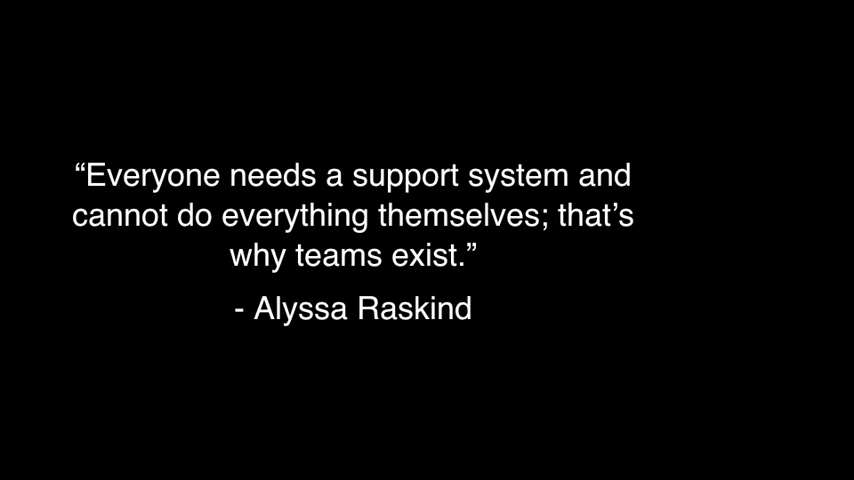 “Everyone needs a support system and
cannot do everything themselves; that’s
why teams exist.”
- Alyssa Raskind